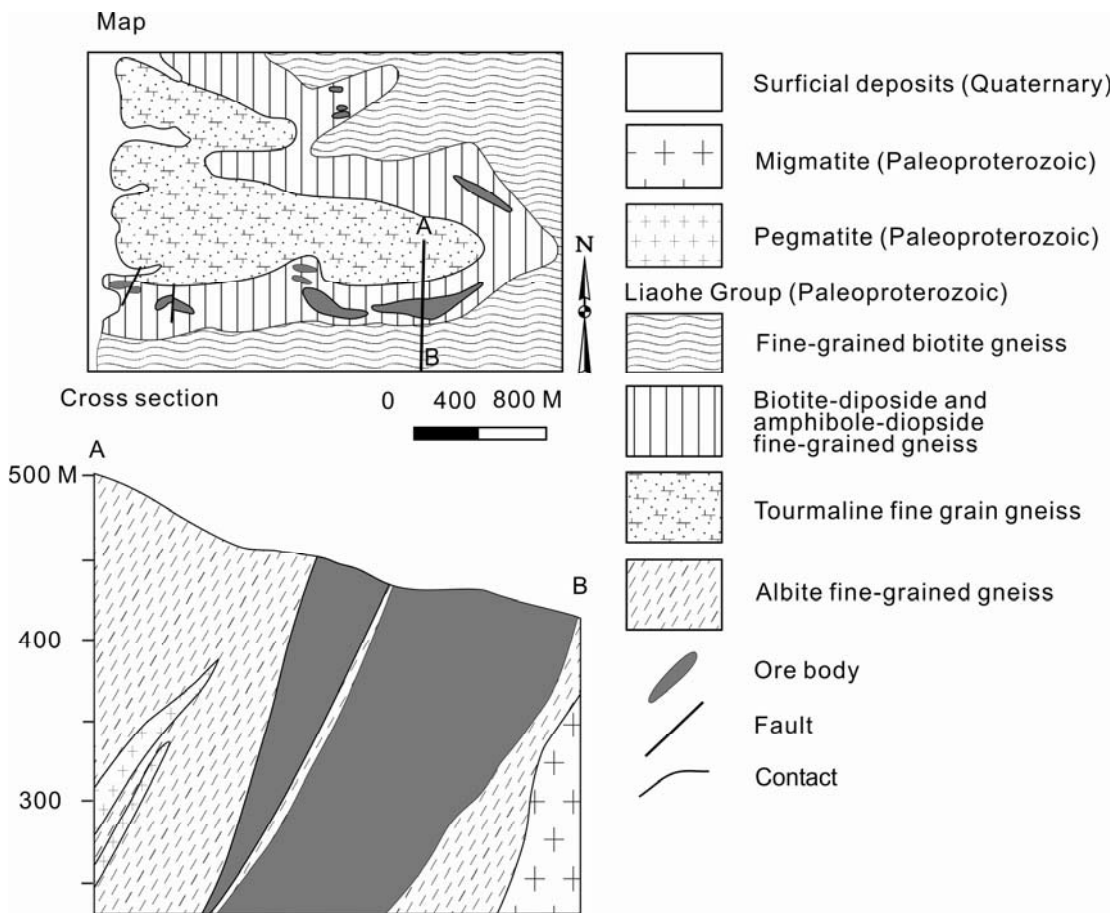 Map
A
B
N
Cross section
0 400 800 M
A
500 M
400
300
B
Surficial deposits (Quaternary)
Migmatite (Paleoproterozoic)
Pegmatite (Paleoproterozoic)
Liaohe Group (Paleoproterozoic)
Fine-grained biotite gneiss
Biotite-diposide and
amphibole-diopside
fine-grained gneiss
Tourmaline fine grain gneiss
Albite fine-grained gneiss
Ore body
Fault
Contact